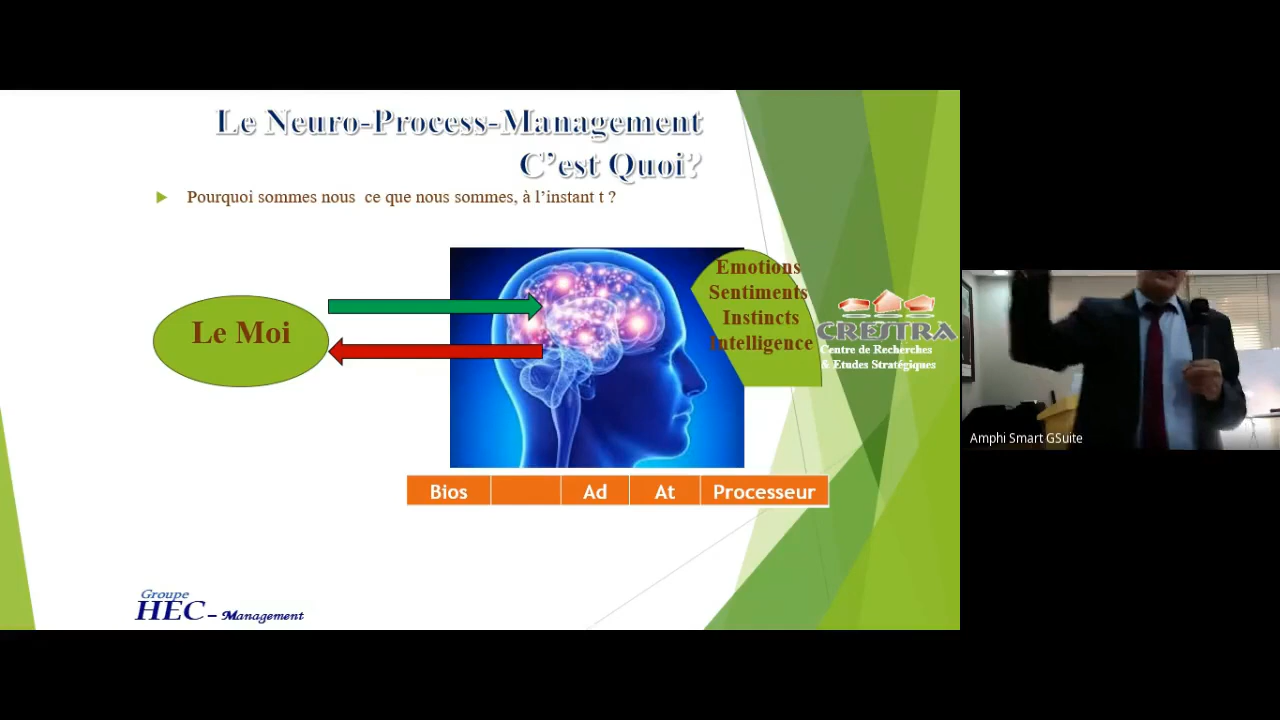 Le Neuro-Process-Management
C'est Quoi?
Pourquoi sommes nous ce que nous sommes, à l'instant t ?
Le Moi
Emotions
Sentiments
Instincts
Intelligence
CRESTRA
Centre de Recherches
& Etudes Stratégiques
Bios Ad At Processeur
Groupe
HEC - Management
Amphi Smart GSuite